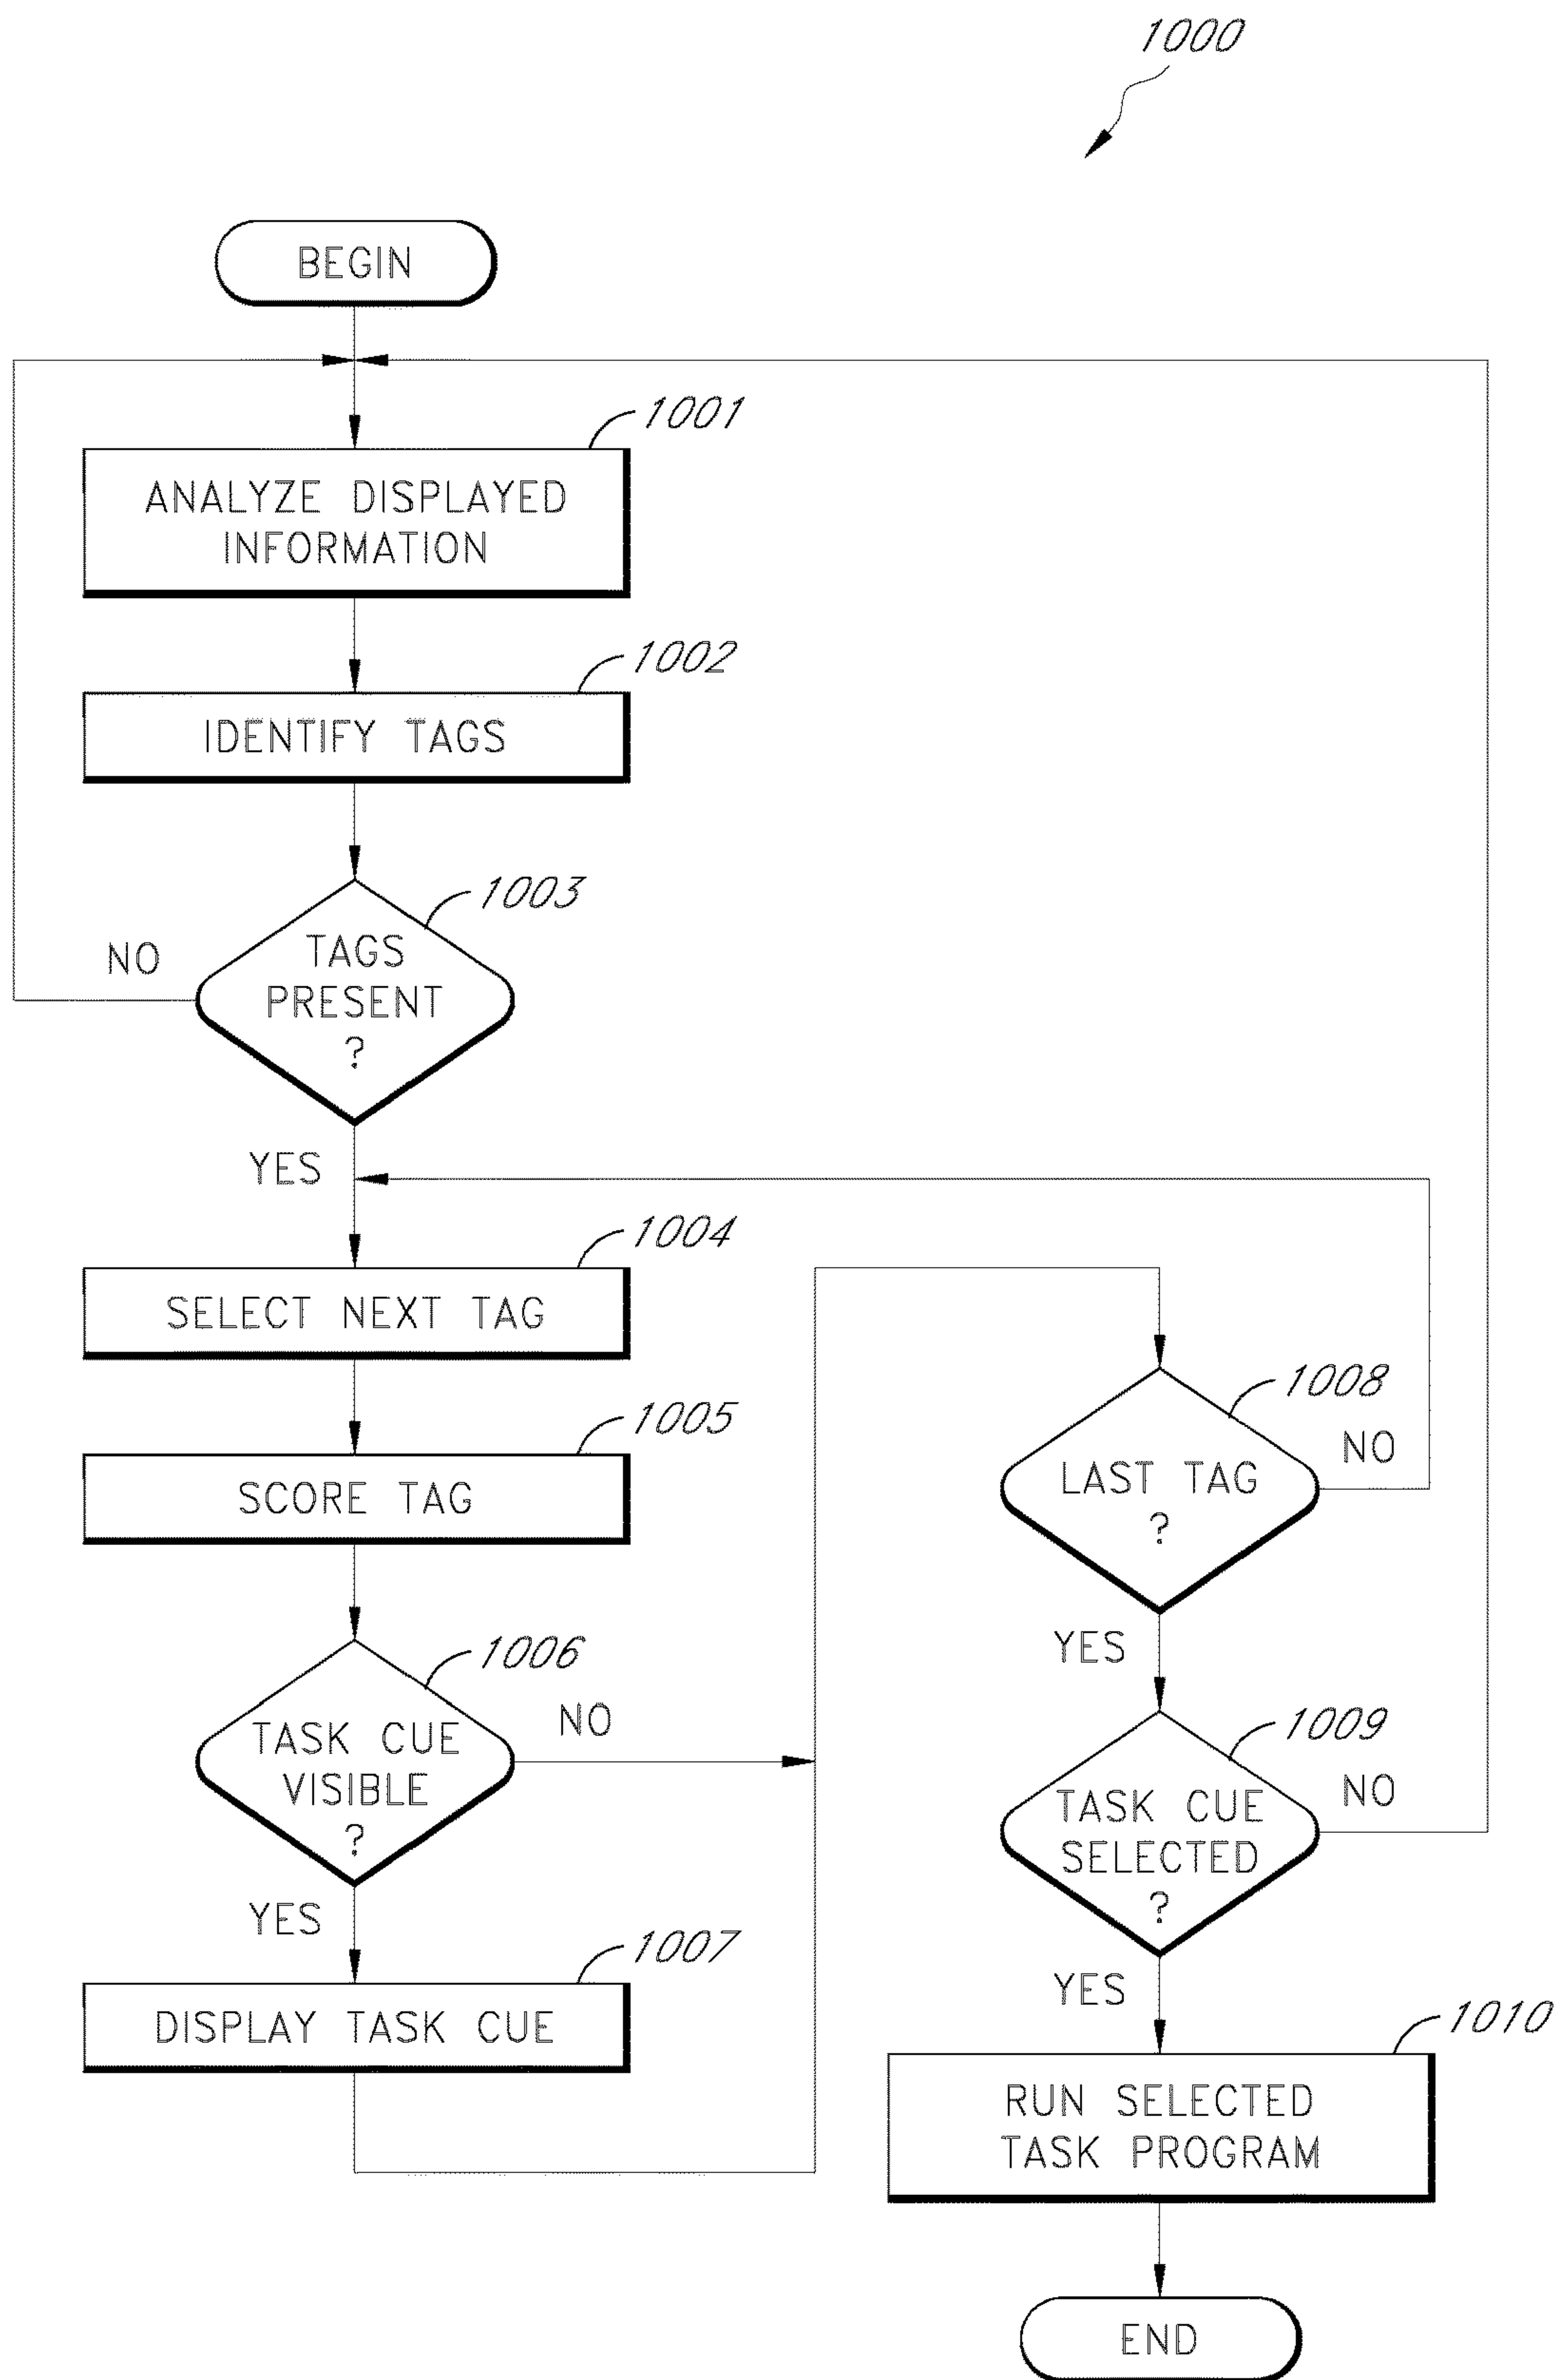 1000
BEGIN
1001
ANALYZE DISPLAYED
INFORMATION
1002
IDENTIFY TAGS
1003
TAGS
PRESENT
?
NO
YES
1004
SELECT NEXT TAG
1005
SCORE TAG
1006
TASK CUE
VISIBLE
?
NO
YES
1007
DISPLAY TASK CUE
1008
LAST TAG
?
NO
YES
1009
TASK CUE
SELECTED
?
NO
YES
1010
RUN SELECTED
TASK PROGRAM
END